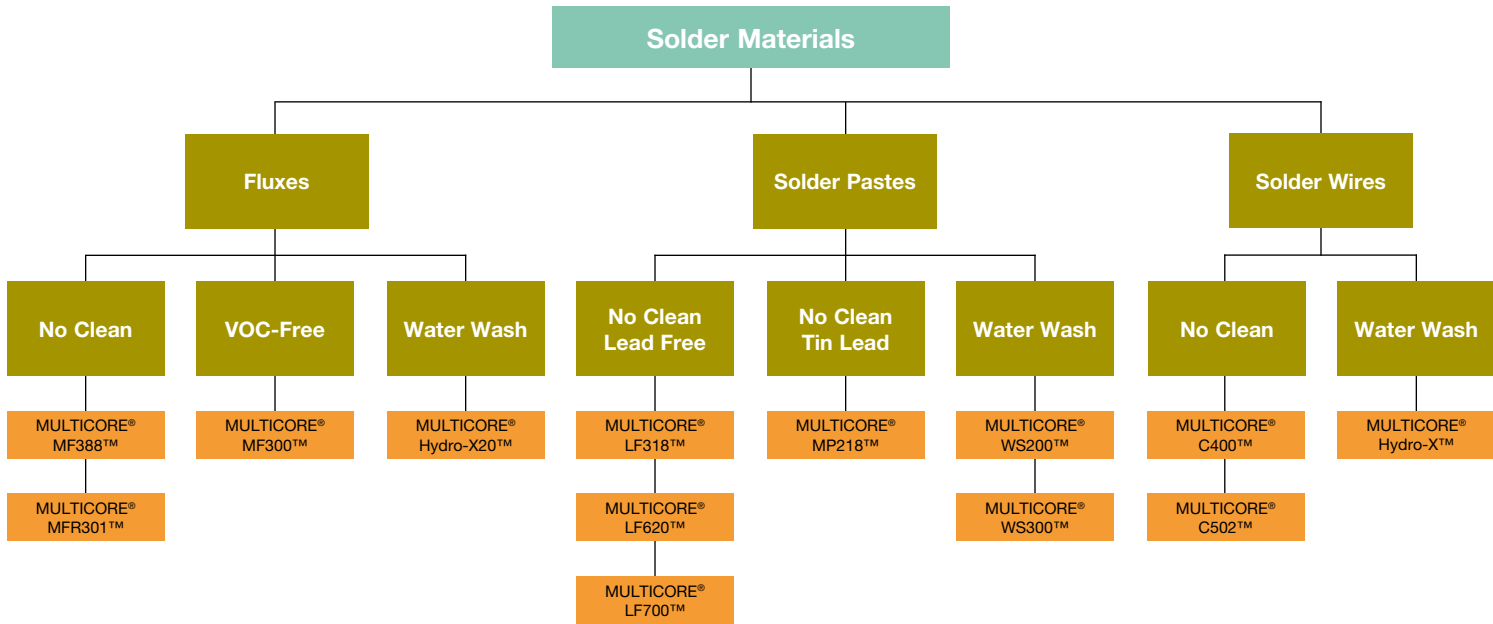 Solder Materials
Fluxes
Solder Pastes
Solder Wires
No Clean
VOC-Free
Water Wash
No Clean
Lead Free
No Clean
Tin Lead
Water Wash
No Clean
Water Wash
MULTICORE®
MF388™
MULTICORE®
MF300™
MULTICORE®
Hydro-X20™
MULTICORE®
LF318™
MULTICORE®
MP218™
MULTICORE®
WS200™
MULTICORE®
C400™
MULTICORE®
Hydro-X™
MULTICORE®
MFR301™
MULTICORE®
LF620™
MULTICORE®
WS300™
MULTICORE®
C502™
MULTICORE®
LF700™